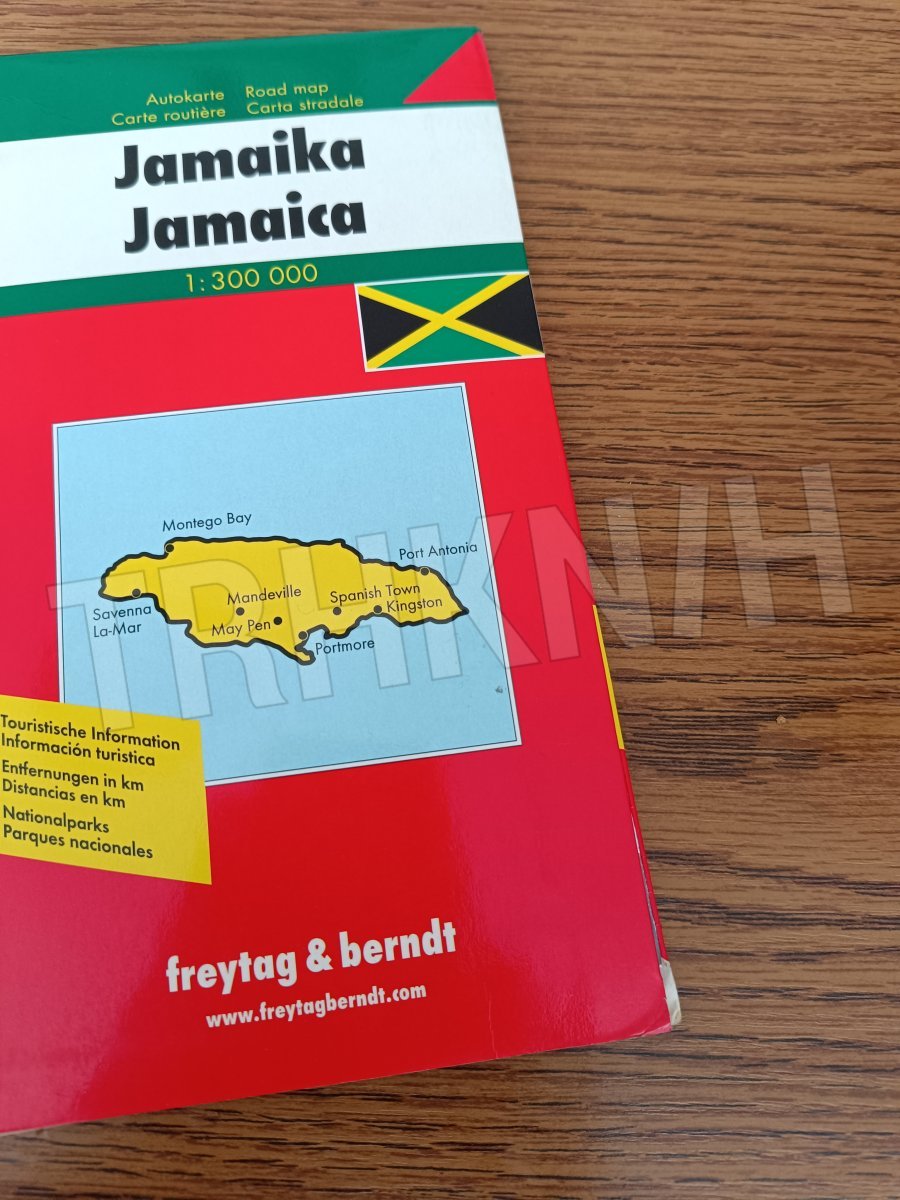 Autokarte Road map
Carte routière Carta stradale
Jamaika
Jamaica
1:300 000
Montego Bay
Port Antonia
Savenna
La-Mar
Mandeville
Spanish Town
Kingston
May Pen
Portmore
Touristische Information
Información turistica
Entfernungen in km
Distancias en km
Nationalparks
Parques nacionales
freytag & berndt
www.freytagberndt.com
TRHKN/H